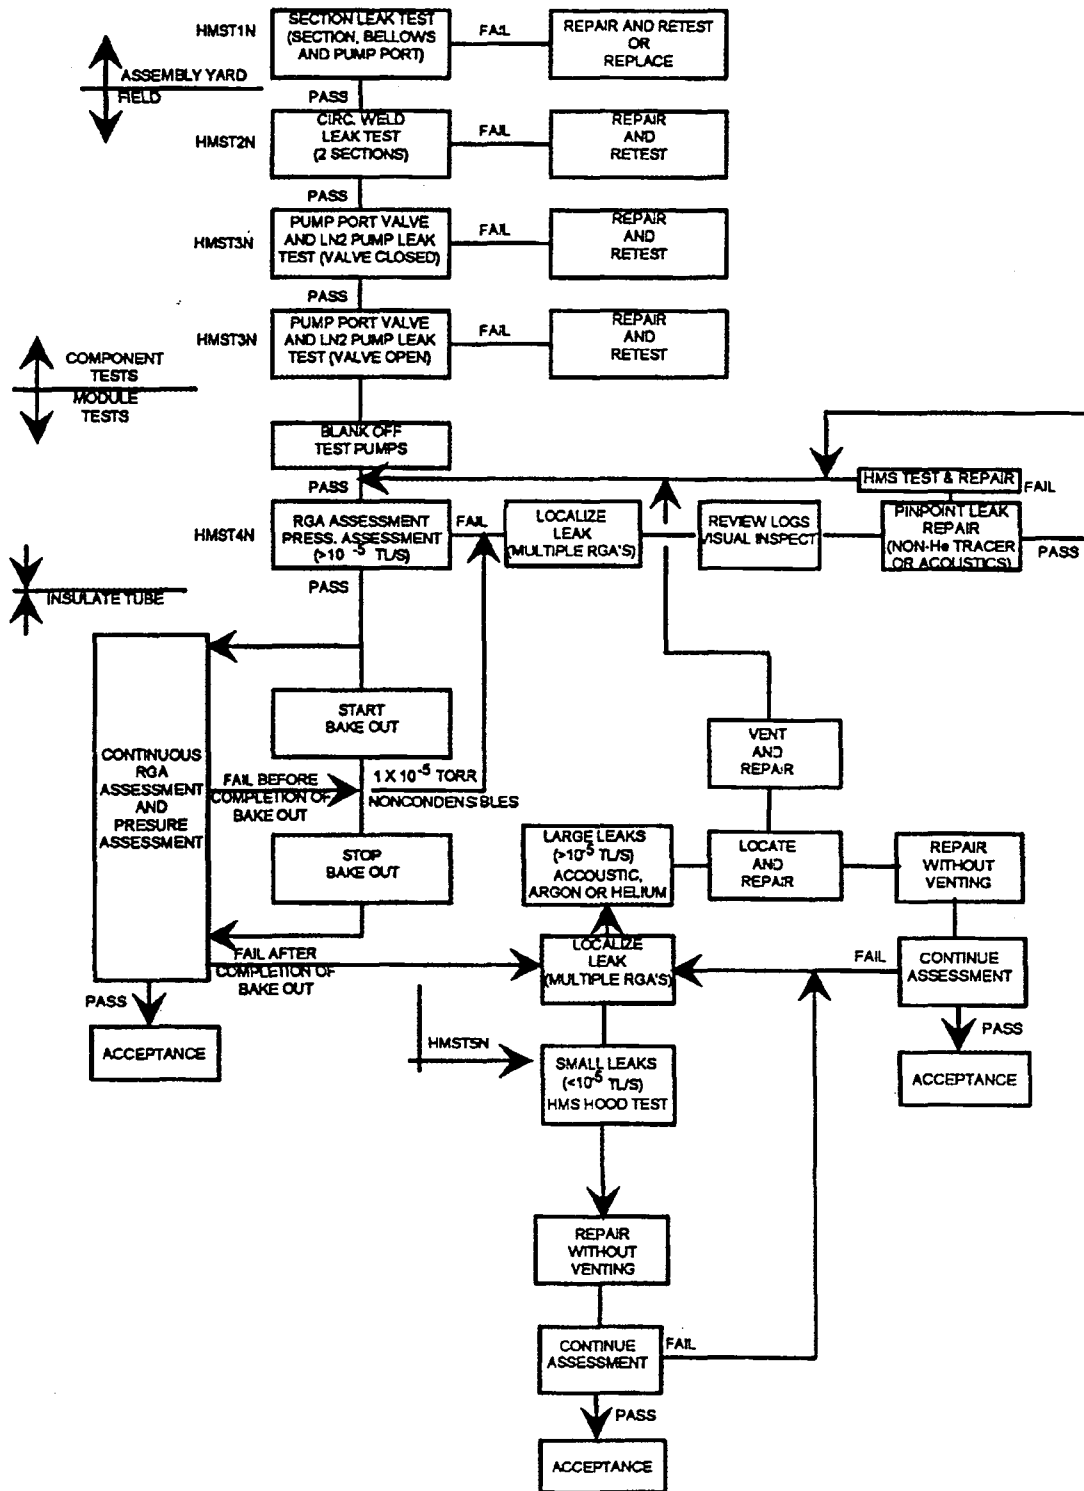 HMST1N
SECTION LEAK TEST
(SECTION, BELLOWS
AND PUMP PORT)
FAIL
REPAIR AND RETEST
OR
REPLACE
ASSEMBLY YARD
FIELD
PASS
HMST2N
CIRC. WELD
LEAK TEST
(2 SECTIONS)
FAIL
REPAIR
AND
RETEST
PASS
HMST3N
PUMP PORT VALVE
AND LN2 PUMP LEAK
TEST (VALVE CLOSED)
FAIL
REPAIR
AND
RETEST
PASS
HMST3N
PUMP PORT VALVE
AND LN2 PUMP LEAK
TEST (VALVE OPEN)
FAIL
REPAIR
AND
RETEST
COMPONENT
TESTS
MODULE
TESTS
BLANK OFF
TEST PUMPS
PASS
HMS TEST & REPAIR
FAIL
HMST4N
RGA ASSESSMENT
PRESS. ASSESSMENT
(>10 -5 TL/S)
FAIL
LOCALIZE
LEAK
(MULTIPLE RGA'S)
REVIEW LOGS
VISUAL INSPECT
PINPOINT LEAK
REPAIR
(NON-He TRACER
OR ACOUSTICS)
PASS
PASS
INSULATE TUBE
START
BAKE OUT
VENT
AND
REPAIR
CONTINUOUS
RGA
ASSESSMENT
AND
PRESURE
ASSESSMENT
FAIL BEFORE
COMPLETION OF
BAKE OUT
1 X 10 -5 TORR
NONCONDENSIBLES
STOP
BAKE OUT
LARGE LEAKS
(>10-5 TL/S)
ACCOUSTIC,
ARGON OR HELIUM
LOCATE
AND
REPAIR
REPAIR
WITHOUT
VENTING
FAIL AFTER
COMPLETION OF
BAKE OUT
LOCALIZE
LEAK
(MULTIPLE RGA'S)
FAIL
CONTINUE
ASSESSMENT
PASS
ACCEPTANCE
HMST5N
SMALL LEAKS
(<10-5 TL/S)
HMS HOOD TEST
PASS
ACCEPTANCE
REPAIR
WITHOUT
VENTING
CONTINUE
ASSESSMENT
FAIL
PASS
ACCEPTANCE